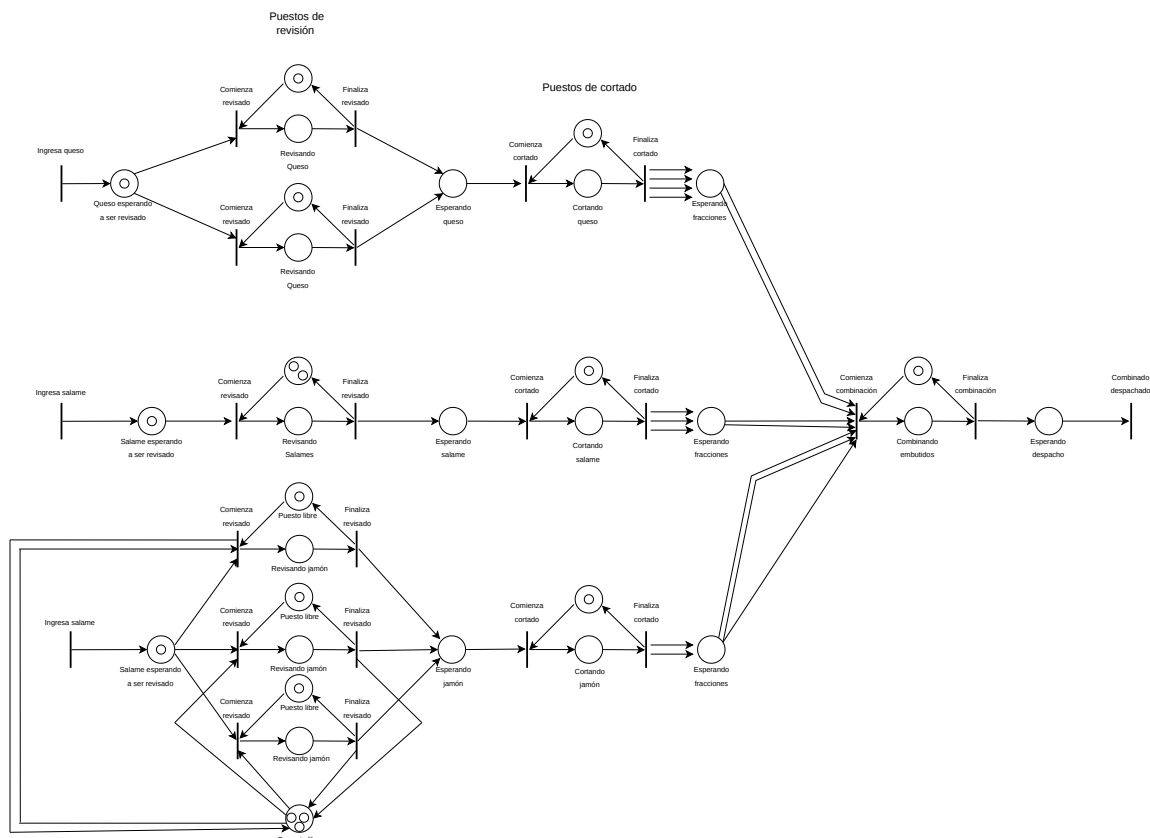 Puestos de
revisión
Comienza
revisado
Finaliza
revisado
Puestos de cortado
Revisando
Queso
Comienza
cortado
Finaliza
cortado
Ingresa queso
Queso esperando
a ser revisado
Comienza
revisado
Finaliza
revisado
Esperando
queso
Cortando
queso
Esperando
fracciones
Revisando
Queso
Ingresa salame
Comienza
revisado
Finaliza
revisado
Comienza
cortado
Finaliza
cortado
Comienza
combinación
Finaliza
combinación
Combinado
despachado
Salame esperando
a ser revisado
Revisando
Salames
Esperando
salame
Cortando
salame
Esperando
fracciones
Combinando
embutidos
Esperando
despacho
Comienza
revisado
Puesto libre
Finaliza
revisado
Revisando jamón
Ingresa salame
Comienza
revisado
Puesto libre
Finaliza
revisado
Comienza
cortado
Finaliza
cortado
Salame esperando
a ser revisado
Revisando jamón
Esperando
jamón
Cortando
jamón
Esperando
fracciones
Comienza
revisado
Puesto libre
Finaliza
revisado
Revisando jamón